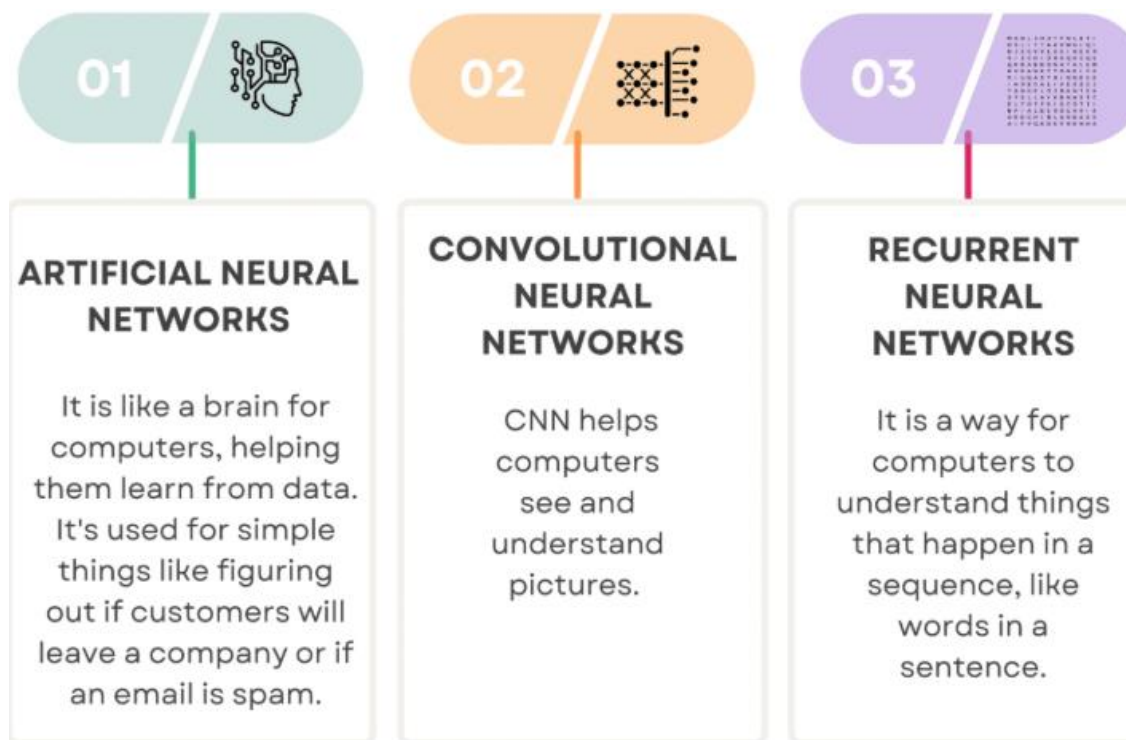 01
02
03
ARTIFICIAL NEURAL
NETWORKS
It is like a brain for
computers, helping
them learn from data.
It's used for simple
things like figuring
out if customers will
leave a company or if
an email is spam.
CONVOLUTIONAL
NEURAL
NETWORKS
CNN helps
computers
see and
understand
pictures.
RECURRENT
NEURAL
NETWORKS
It is a way for
computers to
understand things
that happen in a
sequence, like
words in a
sentence.